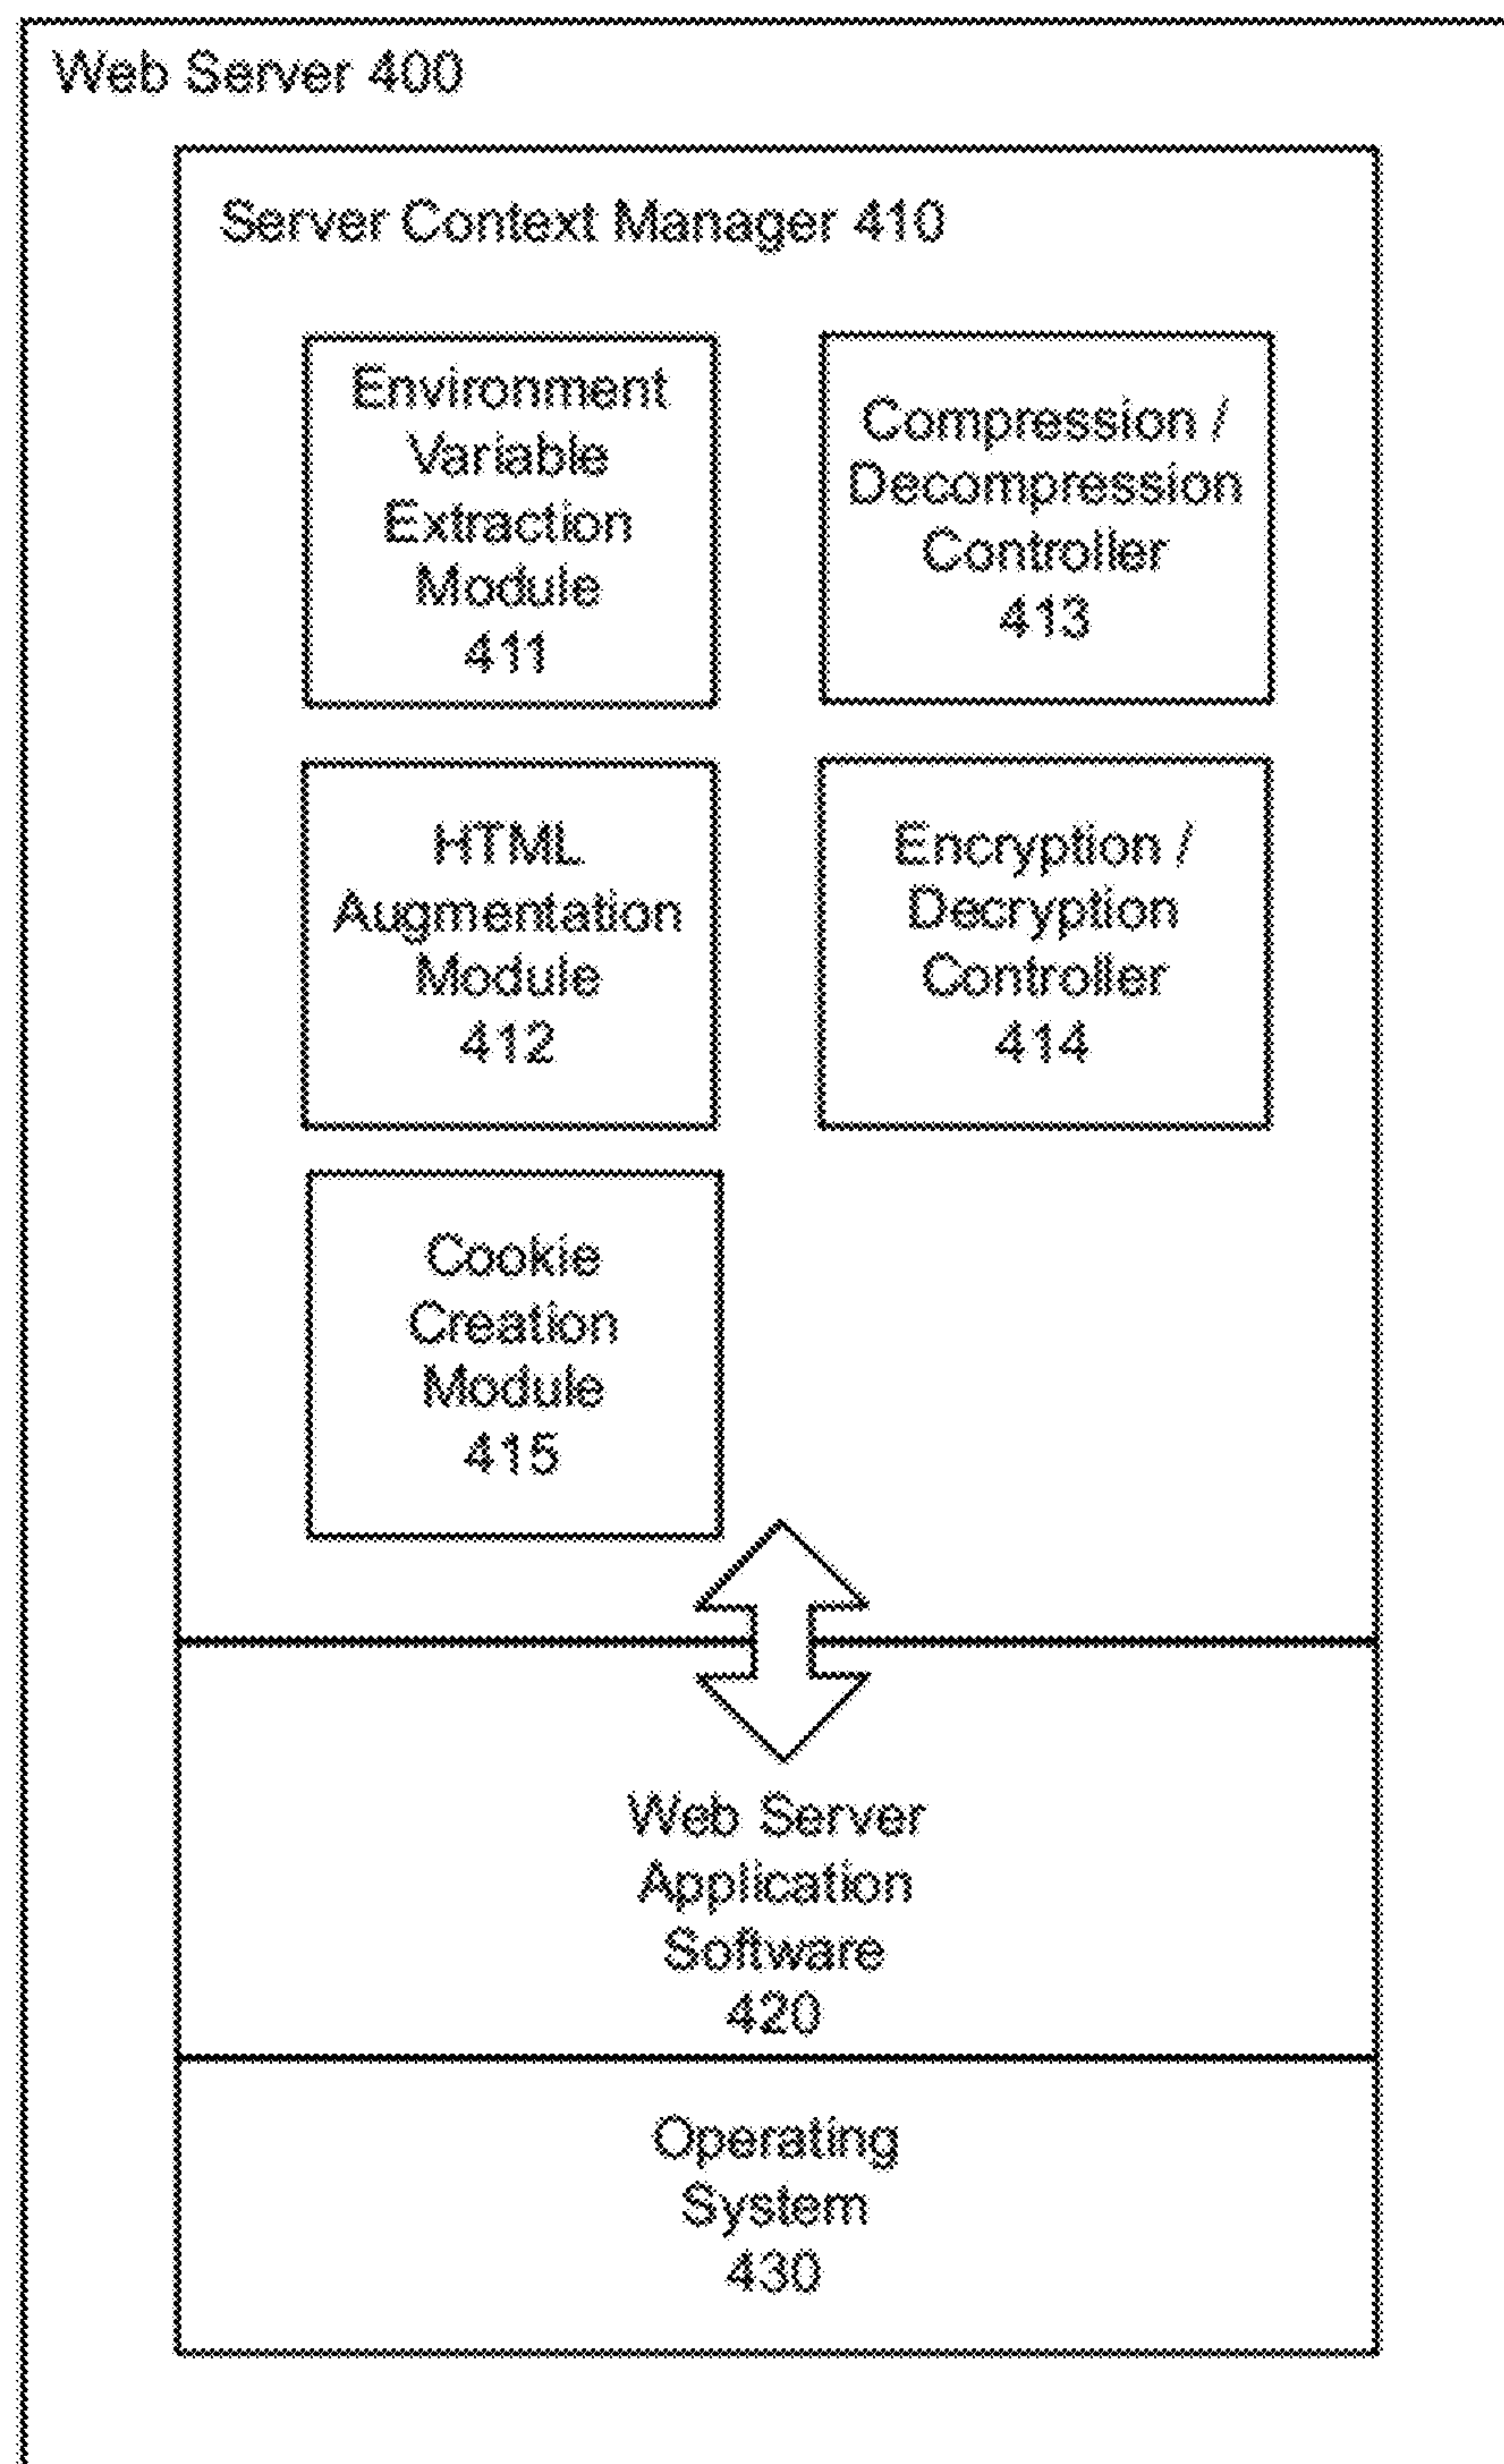 Web Server 400
Server Context Manager 410
Environment
Variable
Extraction
Module
411
Compression /
Decompression
Controller
413
HTML
Augmentation
Module
412
Encryption /
Decryption
Controller
414
Cookie
Creation
Module
415
Web Server
Application
Software
420
Operating
System
430